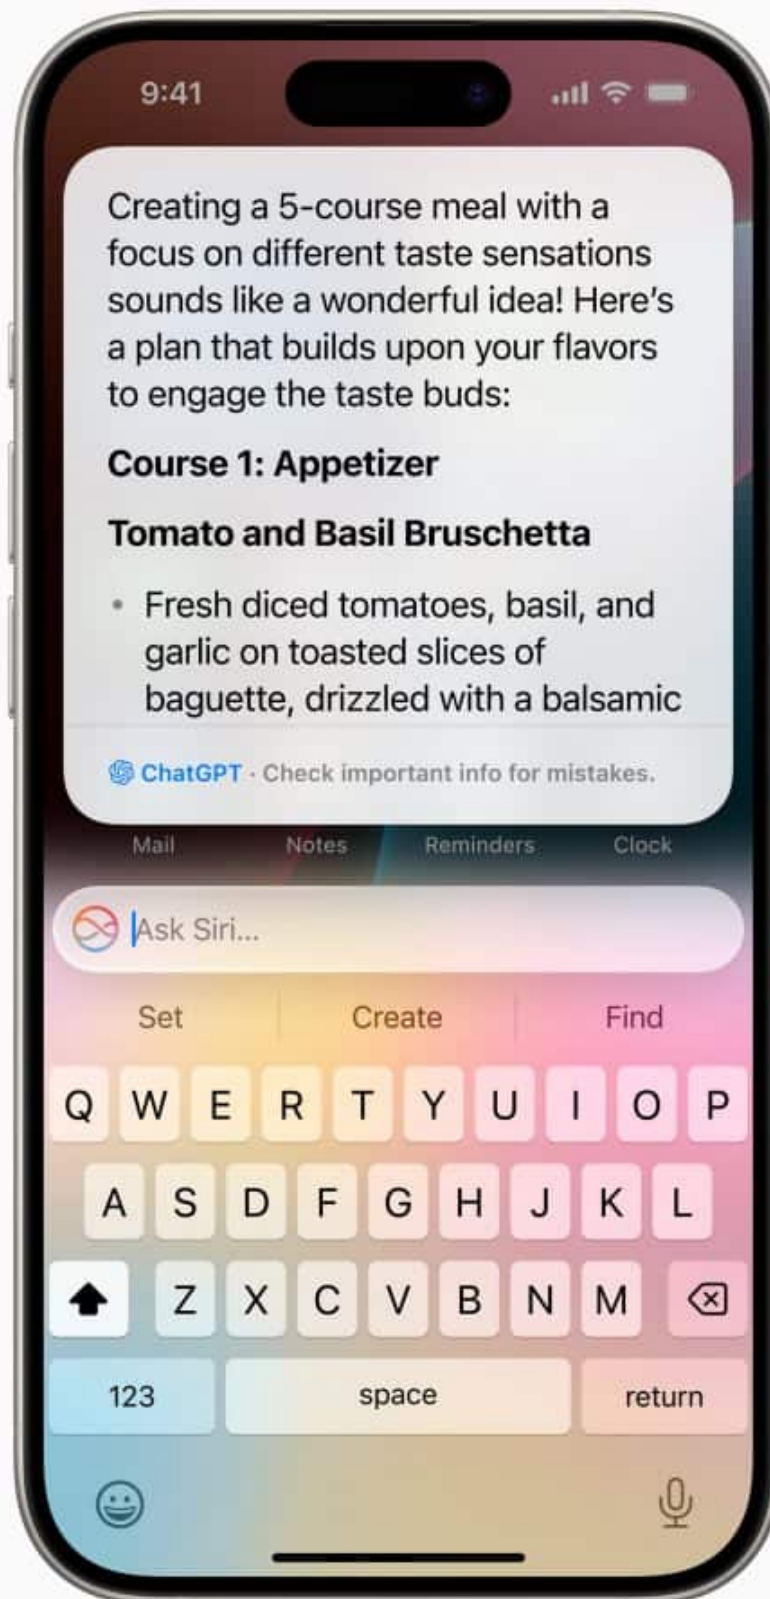 9:41
Creating a 5-course meal with a
focus on different taste sensations
sounds like a wonderful idea! Here's
a plan that builds upon your flavors
to engage the taste buds:
Course 1: Appetizer
Tomato and Basil Bruschetta
• Fresh diced tomatoes, basil, and
garlic on toasted slices of
baguette, drizzled with a balsamic
ChatGPT · Check important info for mistakes.
Mail Notes Reminders Clock
Ask Siri...
Set Create Find
Q W E R T Y U I O P
A S D F G H J K L
Z X C V B N M
123 space return